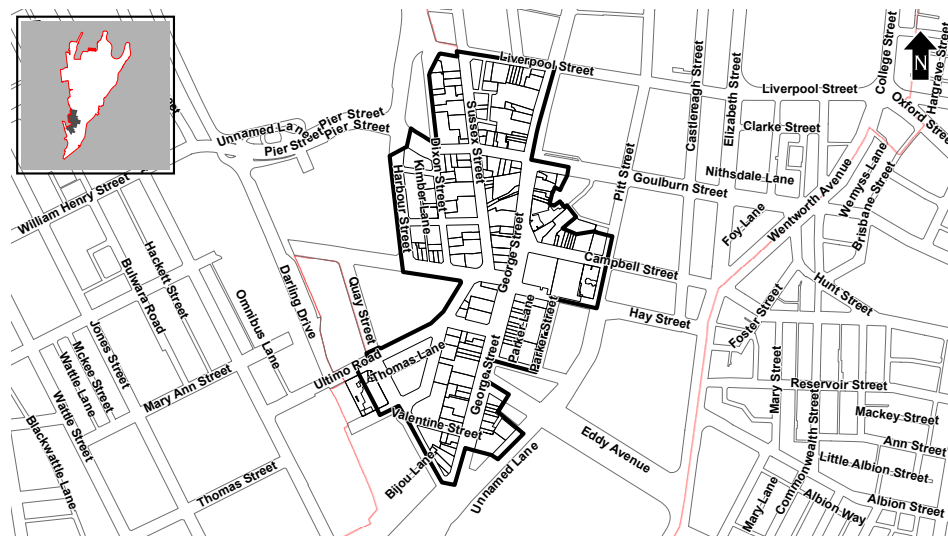 Liverpool Street
College Street
N
Hargrave Street
Oxford Street
Castlereagh Street
Elizabeth Street
Liverpool Street
Clarke Street
Unnamed Lane
Pier Street
Pier Street
Pier Street
Sussex Street
Dixon Street
Kimber Lane
Harbour Street
Pitt Street
Goulburn Street
Nithsdale Lane
Wentworth Avenue
Wemyss Lane
Brisbane Street
Foy Lane
William Henry Street
George Street
Campbell Street
Hackett Street
Bulwara Road
Darling Drive
Quay Street
Omnibus Lane
Hay Street
Hunt Street
Foster Street
Parker Lane
Parker Street
Jones Street
Mckee Street
Wattle Lane
Wattle Street
Mary Ann Street
Ultimo Road
Thomas Lane
George Street
Mary Street
Reservoir Street
Mackey Street
Valentine Street
Blackwattle Lane
Thomas Street
Bijou Lane
Unnamed Lane
Eddy Avenue
Commonwealth Street
Ann Street
Little Albion Street
Mary Lane
Albion Way
Albion Street